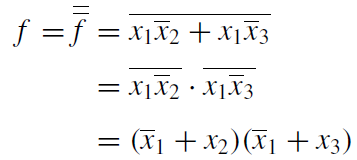 $f = \overline{\overline{f}} = \overline{x_1\overline{x}_2 + x_1\overline{x}_3}$
$= \overline{x_1\overline{x}_2} \cdot \overline{x_1\overline{x}_3}$
$= (\overline{x}_1 + x_2)(\overline{x}_1 + x_3)$